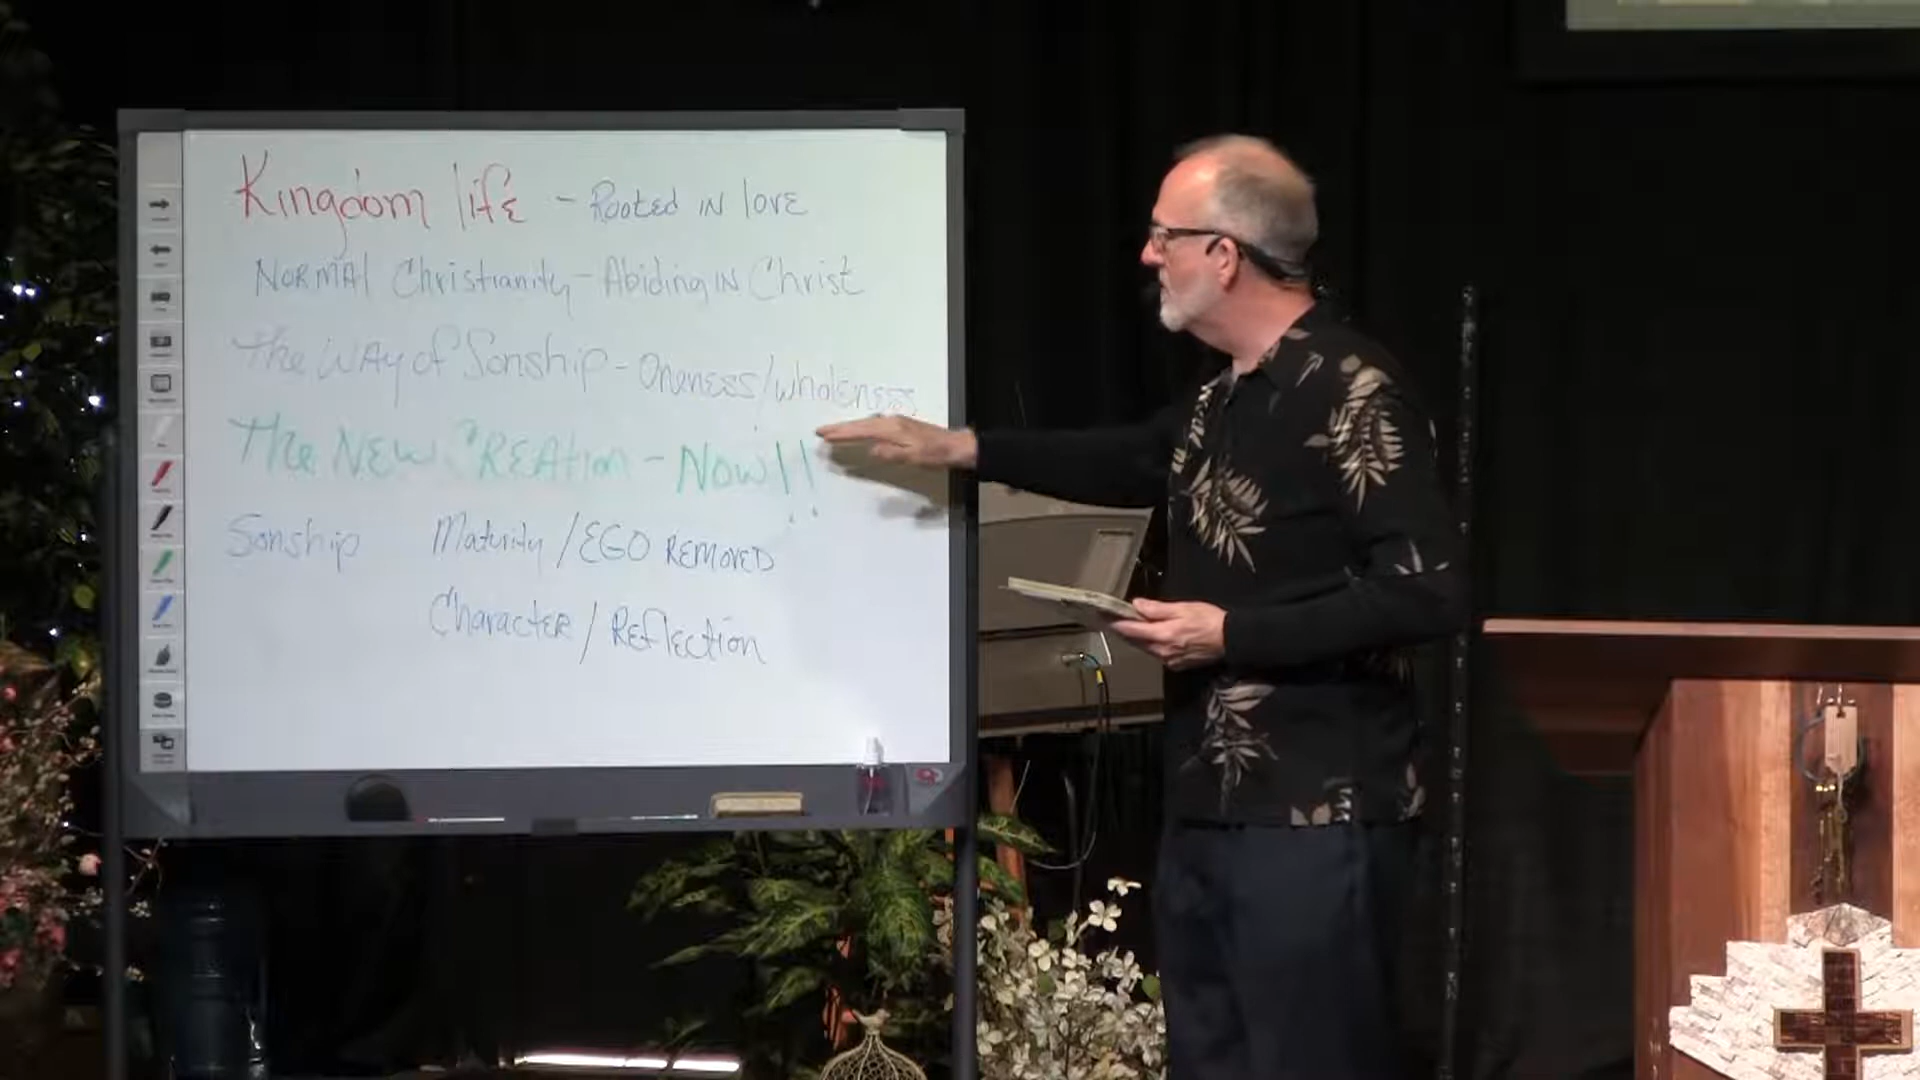 Kingdom life - Rooted IN love
NORMAl Christianity - Abiding IN Christ
The WAy of Sonship - Oneness/wholeness
The NEW CREAtion - Now!!
Sonship Maturity/EGO REMOVED
Character/Reflection